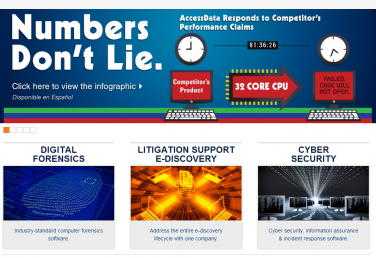 Numbers
Don't Lie.
Click here to view the infographic
Disponible en Español
AccessData Responds to Competitor's
Performance Claims
81:36:26
Competitor's
Product
32 CORE CPU
FAILED.
CASE WILL
NOT OPEN.
DIGITAL
FORENSICS
Industry-standard computer forensics
software.
LITIGATION SUPPORT
E-DISCOVERY
Address the entire e-discovery
lifecycle with one company.
CYBER
SECURITY
Cyber security, information assurance
& incident response software.